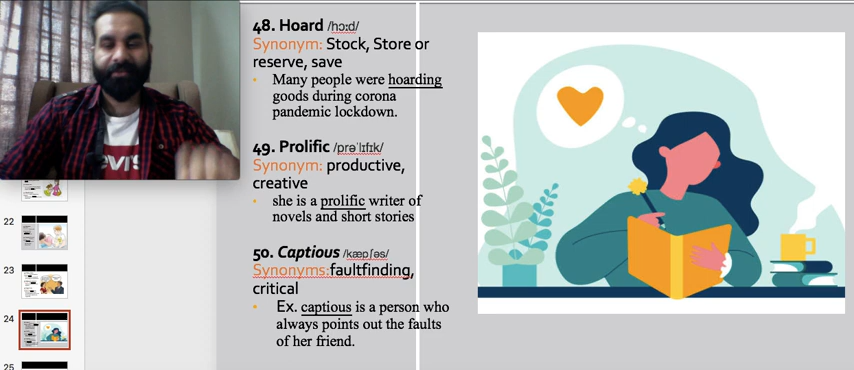 48. Hoard /hɔːd/
Synonym: Stock, Store or
reserve, save
• Many people were hoarding
goods during corona
pandemic lockdown.
49. Prolific /prəˈlɪfɪk/
Synonym: productive,
creative
• she is a prolific writer of
novels and short stories
50. Captious /kæpʃəs/
Synonyms:faultfinding,
critical
• Ex. captious is a person who
always points out the faults
of her friend.
22
23
24
25